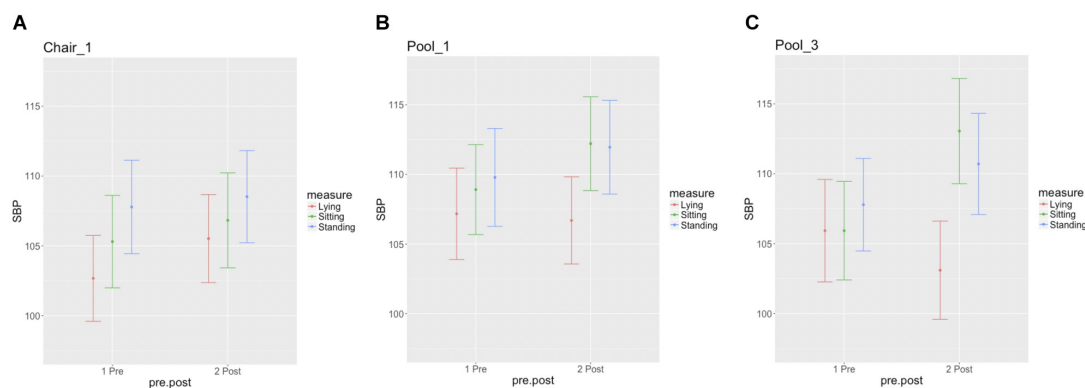 A
Chair_1
115
110
105
100
SBP
1 Pre
2 Post
pre.post
measure
Lying
Sitting
Standing
B
Pool_1
115
110
105
100
SBP
1 Pre
2 Post
pre.post
measure
Lying
Sitting
Standing
C
Pool_3
115
110
105
100
SBP
1 Pre
2 Post
pre.post
measure
Lying
Sitting
Standing